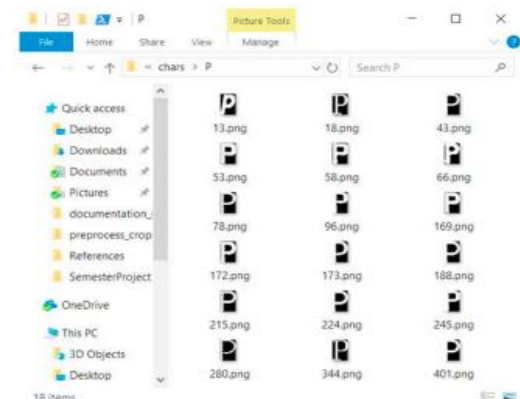 P
Picture Tools
File Home Share View Manage
« chars > P
Search P
Quick access
Desktop
Downloads
Documents
Pictures
documentation_
preprocess_crop
References
SemesterProject
OneDrive
This PC
3D Objects
Desktop
P P P
13.png 18.png 43.png
P P P
53.png 58.png 66.png
P P P
78.png 96.png 169.png
P P P
172.png 173.png 188.png
P P P
215.png 224.png 245.png
P P P
280.png 344.png 401.png
18 items